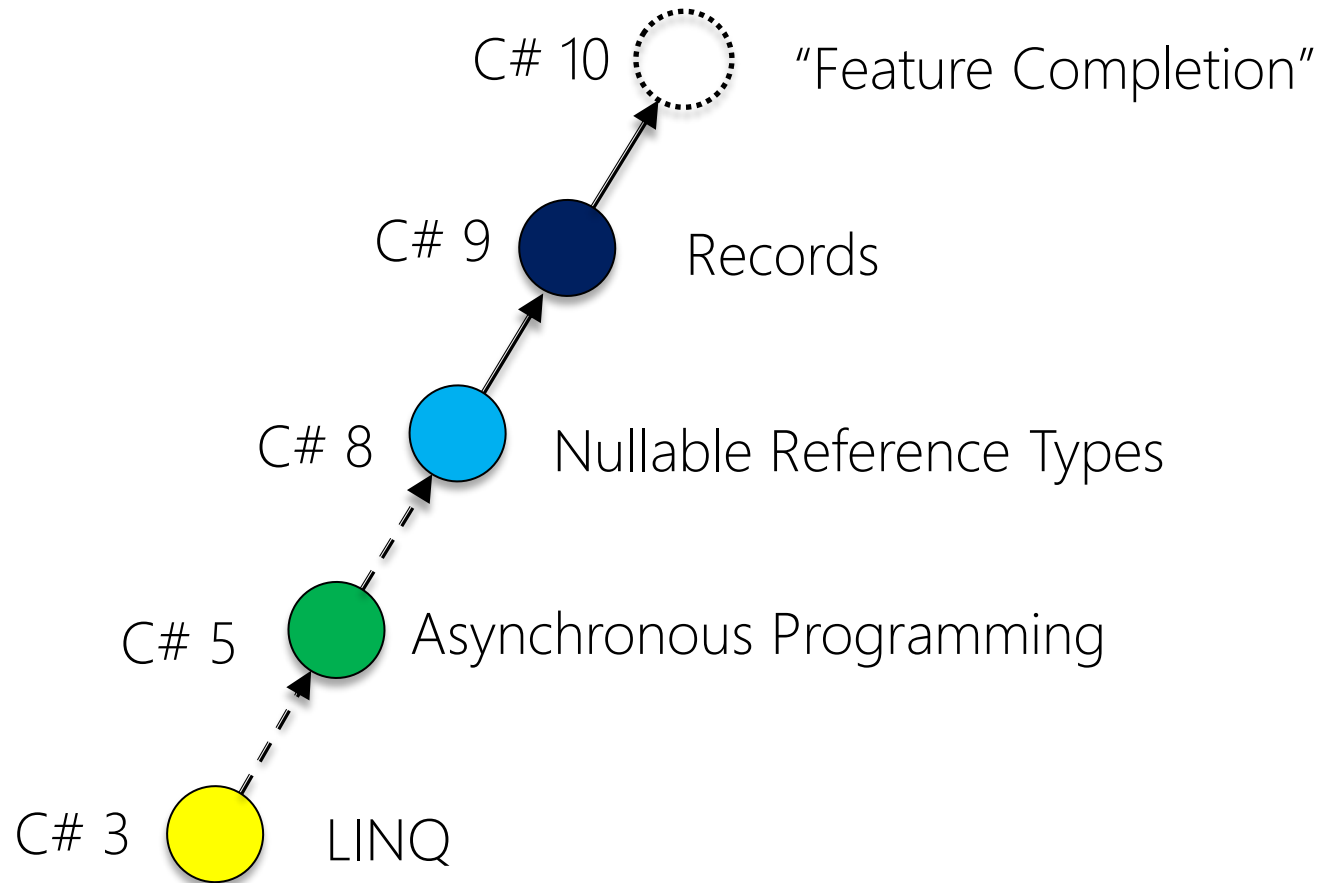 C# 10 “Feature Completion”
C# 9 Records
C# 8 Nullable Reference Types
C# 5 Asynchronous Programming
C# 3 LINQ